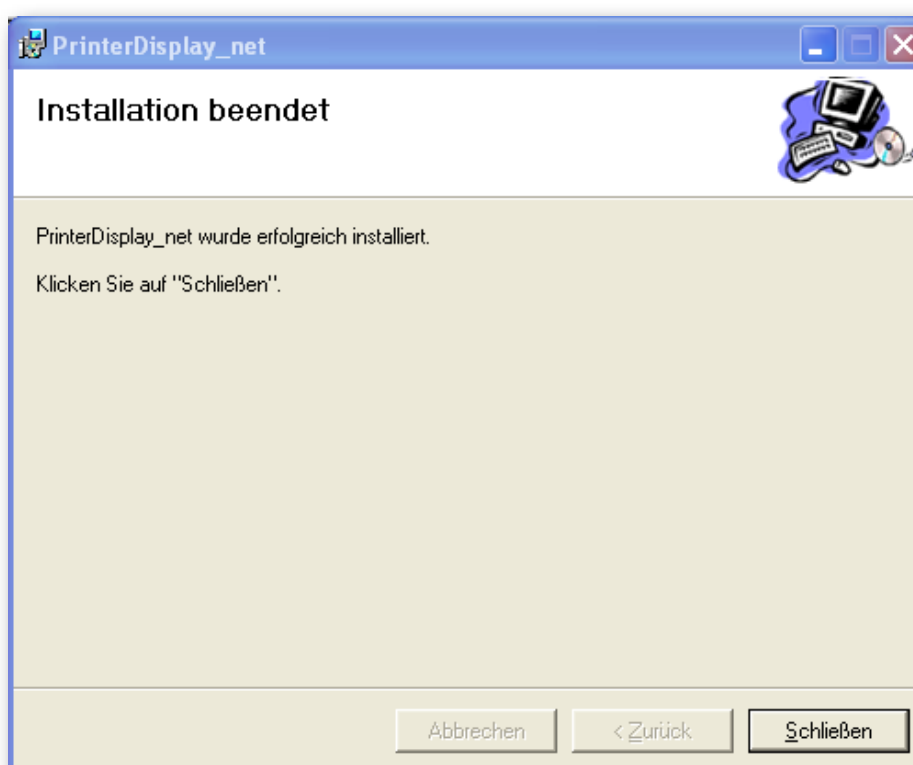 PrinterDisplay_net
Installation beendet
PrinterDisplay_net wurde erfolgreich installiert.
Klicken Sie auf "Schließen".
Abbrechen
< Zurück
Schließen